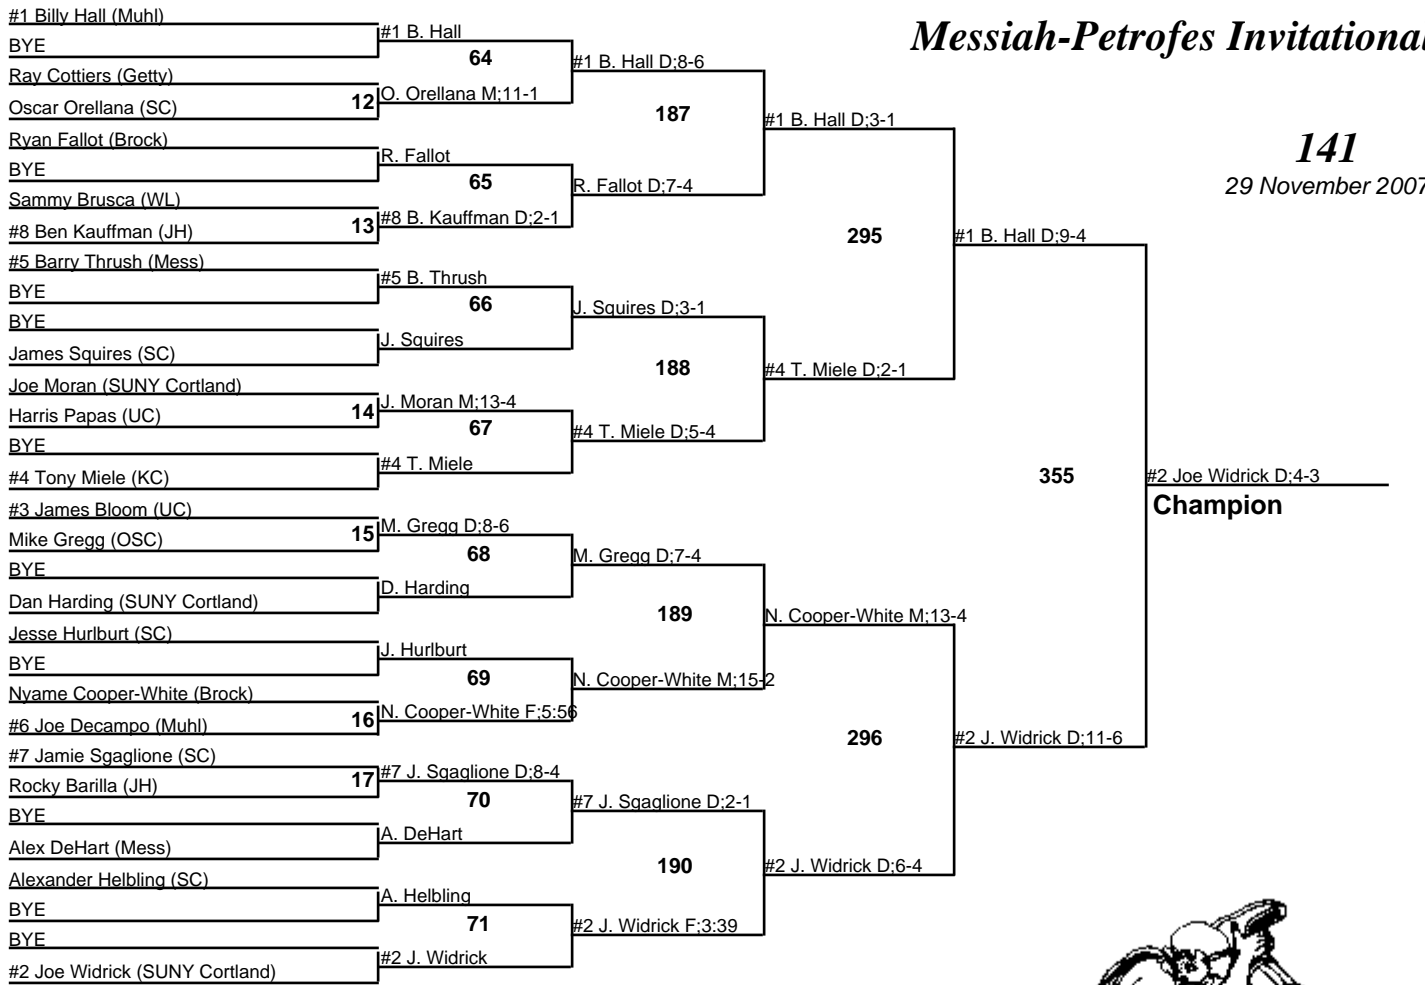 Messiah-Petrofes Invitational
141
29 November 2007
#1 Billy Hall (Muhl)
BYE
Ray Cottiers (Getty)
Oscar Orellana (SC)
Ryan Fallot (Brock)
BYE
Sammy Brusca (WL)
#8 Ben Kauffman (JH)
#5 Barry Thrush (Mess)
BYE
BYE
James Squires (SC)
Joe Moran (SUNY Cortland)
Harris Papas (UC)
BYE
#4 Tony Miele (KC)
#3 James Bloom (UC)
Mike Gregg (OSC)
BYE
Dan Harding (SUNY Cortland)
Jesse Hurlburt (SC)
BYE
Nyame Cooper-White (Brock)
#6 Joe Decampo (Muhl)
#7 Jamie Sgaglione (SC)
Rocky Barilla (JH)
BYE
Alex DeHart (Mess)
Alexander Helbling (SC)
BYE
BYE
#2 Joe Widrick (SUNY Cortland)
12
13
14
15
16
17
#1 B. Hall
64
O. Orellana M;11-1
R. Fallot
65
#8 B. Kauffman D;2-1
#5 B. Thrush
66
J. Squires
J. Moran M;13-4
67
#4 T. Miele
M. Gregg D;8-6
68
D. Harding
J. Hurlburt
69
N. Cooper-White F;5:56
#7 J. Sgaglione D;8-4
70
A. DeHart
A. Helbling
71
#2 J. Widrick
#1 B. Hall D;8-6
187
R. Fallot D;7-4
J. Squires D;3-1
188
#4 T. Miele D;5-4
M. Gregg D;7-4
189
N. Cooper-White M;15-2
#7 J. Sgaglione D;2-1
190
#2 J. Widrick F;3:39
#1 B. Hall D;3-1
295
#4 T. Miele D;2-1
N. Cooper-White M;13-4
296
#2 J. Widrick D;6-4
#1 B. Hall D;9-4
355
#2 J. Widrick D;11-6
#2 Joe Widrick D;4-3
Champion